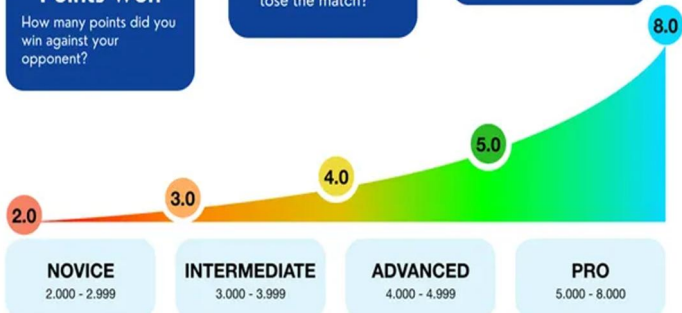 How many points did you
win against your
opponent?
lose the match?
8.0
5.0
4.0
3.0
2.0
NOVICE
2.000 - 2.999
INTERMEDIATE
3.000 - 3.999
ADVANCED
4.000 - 4.999
PRO
5.000 - 8.000